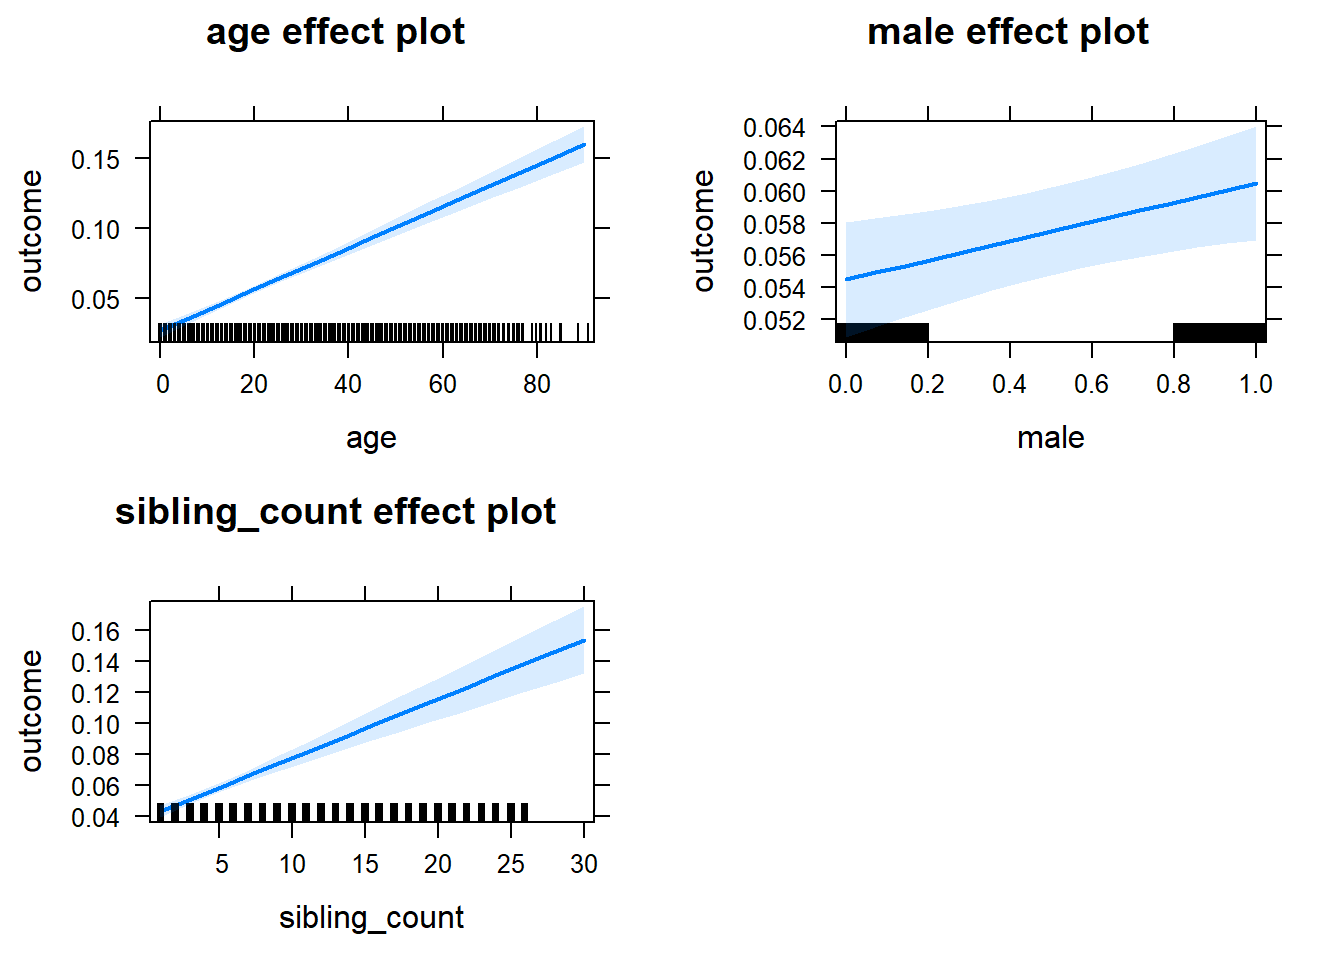 age effect plot
outcome
0.15
0.10
0.05
0 20 40 60 80
age
male effect plot
outcome
0.064
0.062
0.060
0.058
0.056
0.054
0.052
0.0 0.2 0.4 0.6 0.8 1.0
male
sibling_count effect plot
outcome
0.16
0.14
0.12
0.10
0.08
0.06
0.04
5 10 15 20 25 30
sibling_count